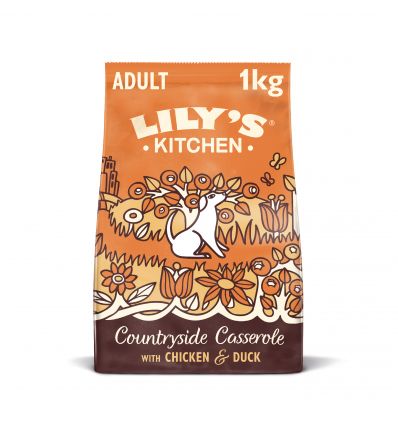 ADULT 1kg
LILY'S®
• KITCHEN •
Countryside Casserole
WITH CHICKEN & DUCK